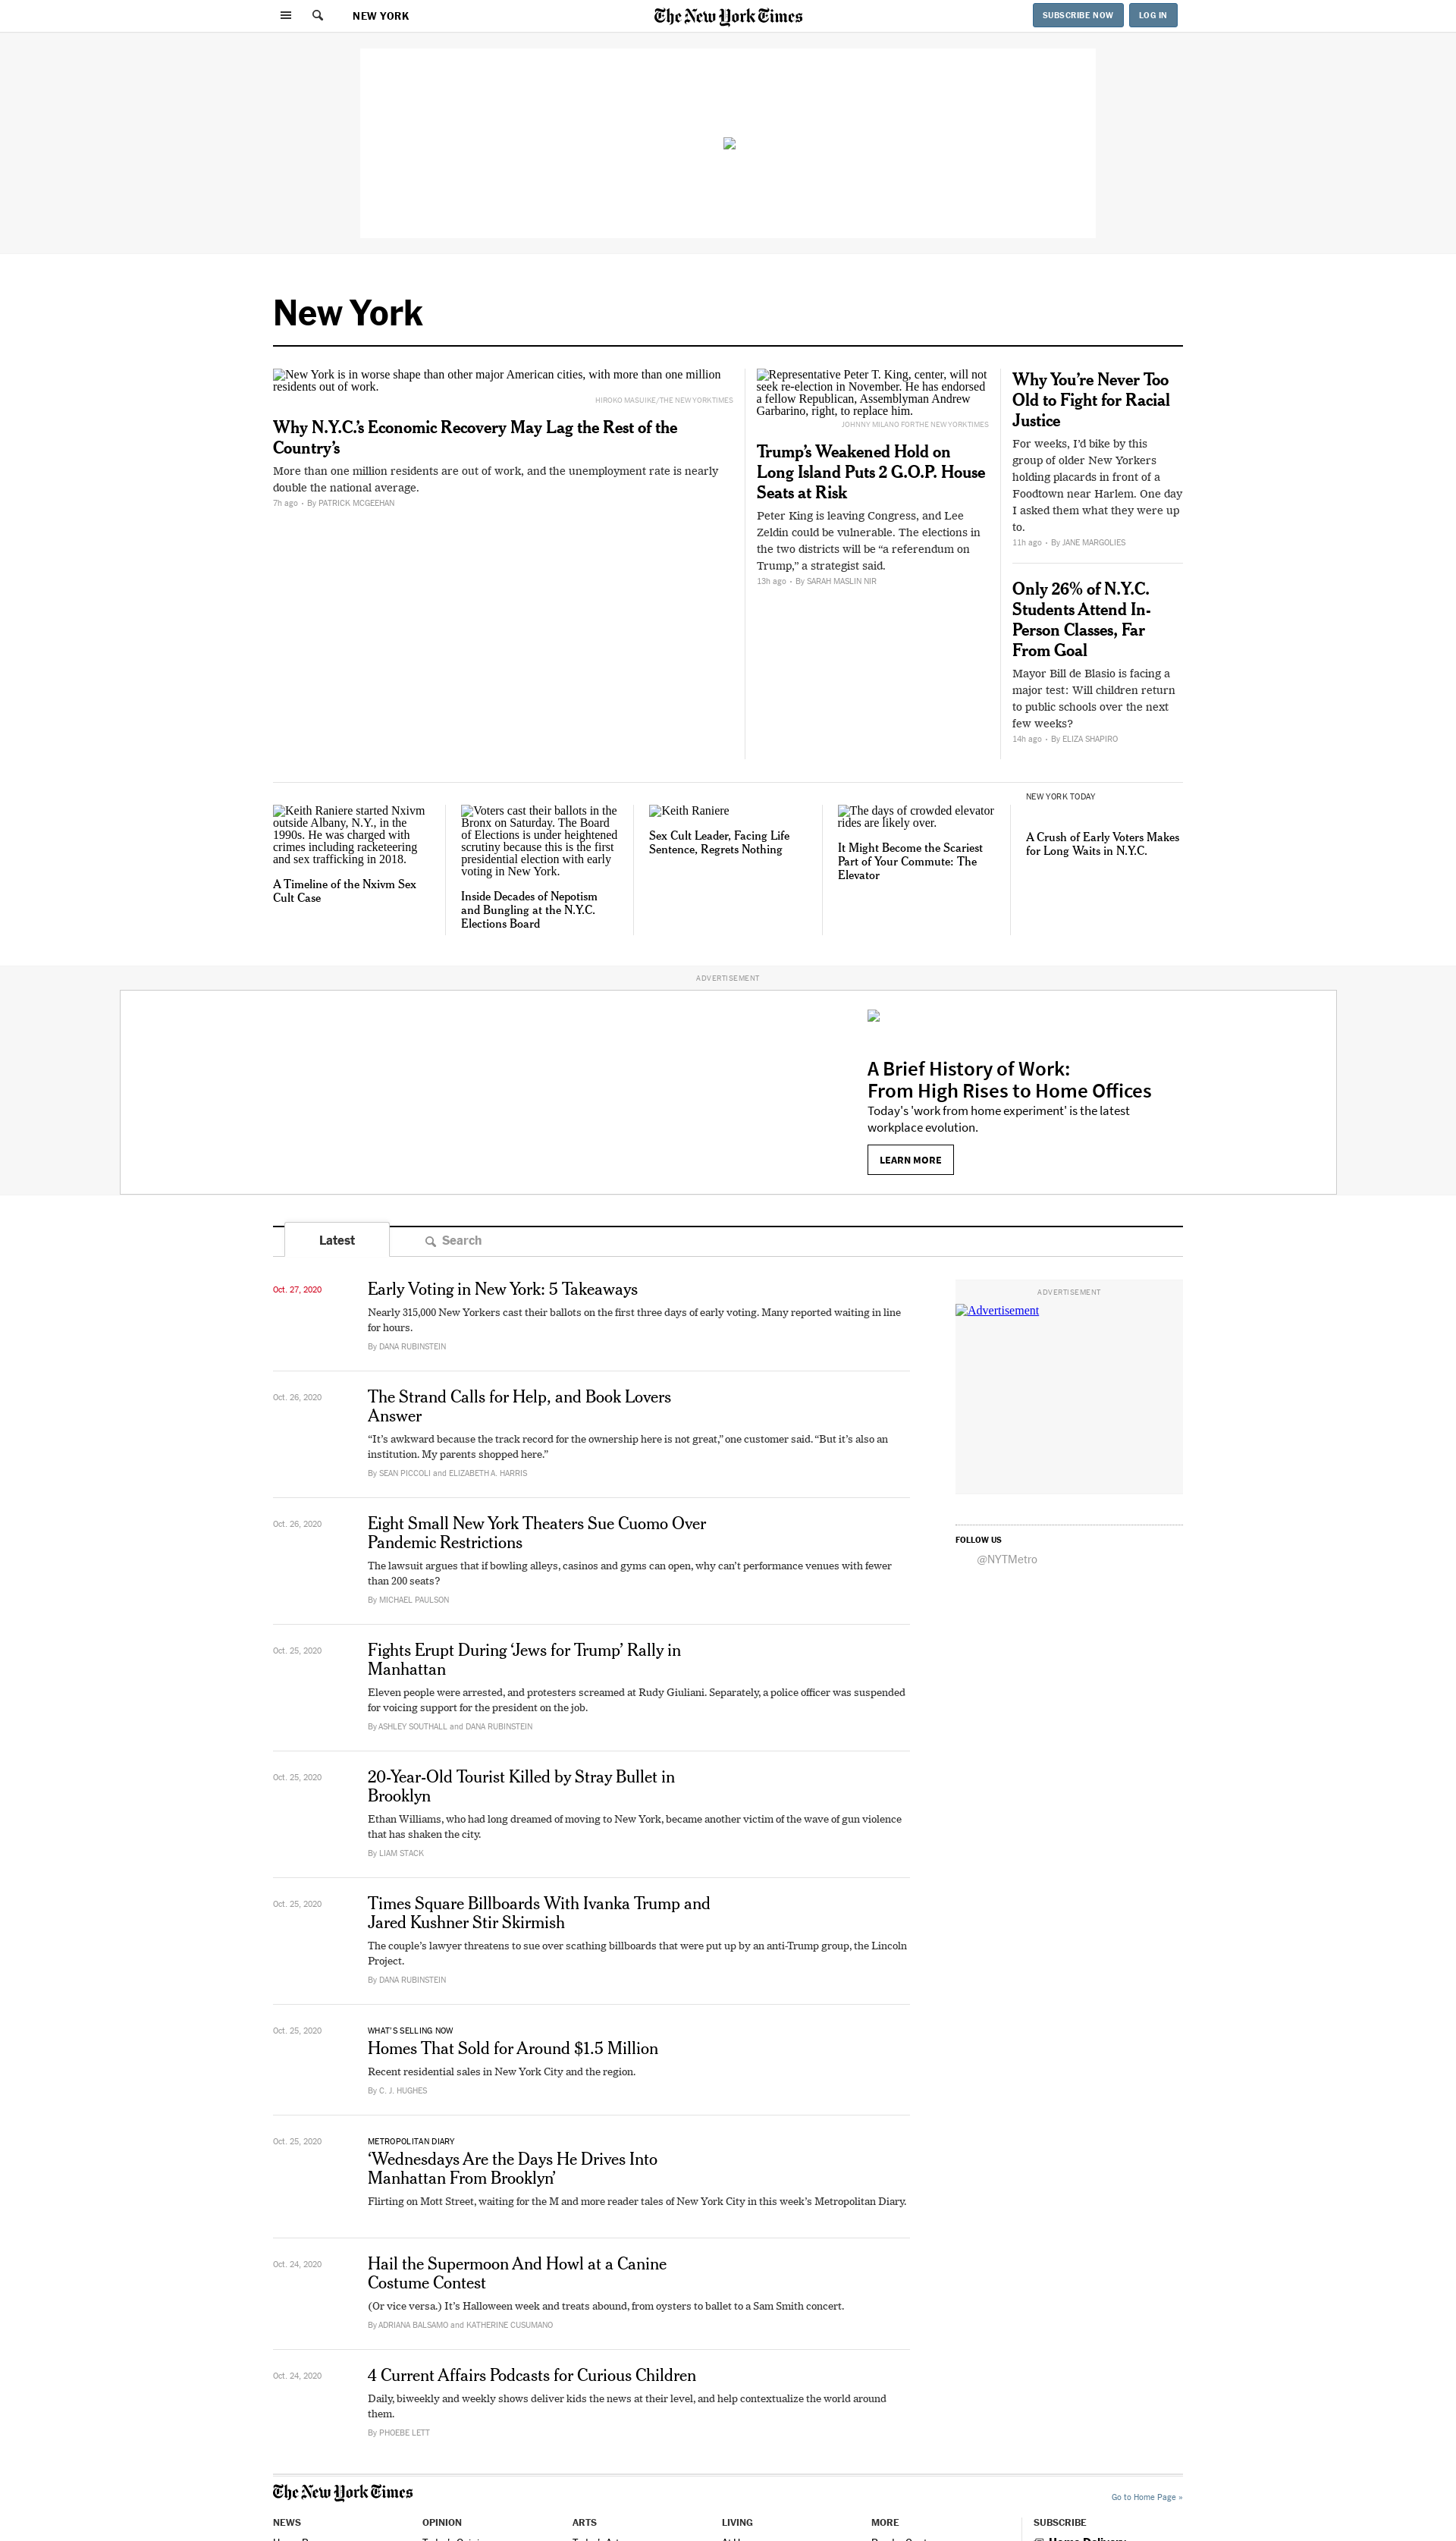 NEW YORK
The New York Times
SUBSCRIBE NOW
LOG IN
New York
New York is in worse shape than other major American cities, with more than one million
residents out of work.
HIROKO MASUIKE/THE NEW YORK TIMES
Why N.Y.C.’s Economic Recovery May Lag the Rest of the
Country’s
More than one million residents are out of work, and the unemployment rate is nearly
double the national average.
7h ago • By PATRICK MCGEEHAN
Representative Peter T. King, center, will not
seek re-election in November. He has endorsed
a fellow Republican, Assemblyman Andrew
Garbarino, right, to replace him.
JOHNNY MILANO FOR THE NEW YORK TIMES
Trump’s Weakened Hold on
Long Island Puts 2 G.O.P. House
Seats at Risk
Peter King is leaving Congress, and Lee
Zeldin could be vulnerable. The elections in
the two districts will be “a referendum on
Trump,” a strategist said.
13h ago • By SARAH MASLIN NIR
Why You’re Never Too
Old to Fight for Racial
Justice
For weeks, I’d bike by this
group of older New Yorkers
holding placards in front of a
Foodtown near Harlem. One day
I asked them what they were up
to.
11h ago • By JANE MARGOLIES
Only 26% of N.Y.C.
Students Attend In-
Person Classes, Far
From Goal
Mayor Bill de Blasio is facing a
major test: Will children return
to public schools over the next
few weeks?
14h ago • By ELIZA SHAPIRO
Keith Raniere started Nxivm
outside Albany, N.Y., in the
1990s. He was charged with
crimes including racketeering
and sex trafficking in 2018.
A Timeline of the Nxivm Sex
Cult Case
Voters cast their ballots in the
Bronx on Saturday. The Board
of Elections is under heightened
scrutiny because this is the first
presidential election with early
voting in New York.
Inside Decades of Nepotism
and Bungling at the N.Y.C.
Elections Board
Keith Raniere
Sex Cult Leader, Facing Life
Sentence, Regrets Nothing
The days of crowded elevator
rides are likely over.
It Might Become the Scariest
Part of Your Commute: The
Elevator
NEW YORK TODAY
A Crush of Early Voters Makes
for Long Waits in N.Y.C.
ADVERTISEMENT
A Brief History of Work:
From High Rises to Home Offices
Today's 'work from home experiment' is the latest
workplace evolution.
LEARN MORE
Latest
Search
Oct. 27, 2020
Early Voting in New York: 5 Takeaways
Nearly 315,000 New Yorkers cast their ballots on the first three days of early voting. Many reported waiting in line
for hours.
By DANA RUBINSTEIN
ADVERTISEMENT
Advertisement
FOLLOW US
@NYTMetro
Oct. 26, 2020
The Strand Calls for Help, and Book Lovers
Answer
“It’s awkward because the track record for the ownership here is not great,” one customer said. “But it’s also an
institution. My parents shopped here.”
By SEAN PICCOLI and ELIZABETH A. HARRIS
Oct. 26, 2020
Eight Small New York Theaters Sue Cuomo Over
Pandemic Restrictions
The lawsuit argues that if bowling alleys, casinos and gyms can open, why can’t performance venues with fewer
than 200 seats?
By MICHAEL PAULSON
Oct. 25, 2020
Fights Erupt During ‘Jews for Trump’ Rally in
Manhattan
Eleven people were arrested, and protesters screamed at Rudy Giuliani. Separately, a police officer was suspended
for voicing support for the president on the job.
By ASHLEY SOUTHALL and DANA RUBINSTEIN
Oct. 25, 2020
20-Year-Old Tourist Killed by Stray Bullet in
Brooklyn
Ethan Williams, who had long dreamed of moving to New York, became another victim of the wave of gun violence
that has shaken the city.
By LIAM STACK
Oct. 25, 2020
Times Square Billboards With Ivanka Trump and
Jared Kushner Stir Skirmish
The couple’s lawyer threatens to sue over scathing billboards that were put up by an anti-Trump group, the Lincoln
Project.
By DANA RUBINSTEIN
Oct. 25, 2020
WHAT’S SELLING NOW
Homes That Sold for Around $1.5 Million
Recent residential sales in New York City and the region.
By C. J. HUGHES
Oct. 25, 2020
METROPOLITAN DIARY
‘Wednesdays Are the Days He Drives Into
Manhattan From Brooklyn’
Flirting on Mott Street, waiting for the M and more reader tales of New York City in this week’s Metropolitan Diary.
Oct. 24, 2020
Hail the Supermoon And Howl at a Canine
Costume Contest
(Or vice versa.) It’s Halloween week and treats abound, from oysters to ballet to a Sam Smith concert.
By ADRIANA BALSAMO and KATHERINE CUSUMANO
Oct. 24, 2020
4 Current Affairs Podcasts for Curious Children
Daily, biweekly and weekly shows deliver kids the news at their level, and help contextualize the world around
them.
By PHOEBE LETT
The New York Times
Go to Home Page »
NEWS
OPINION
ARTS
LIVING
MORE
SUBSCRIBE